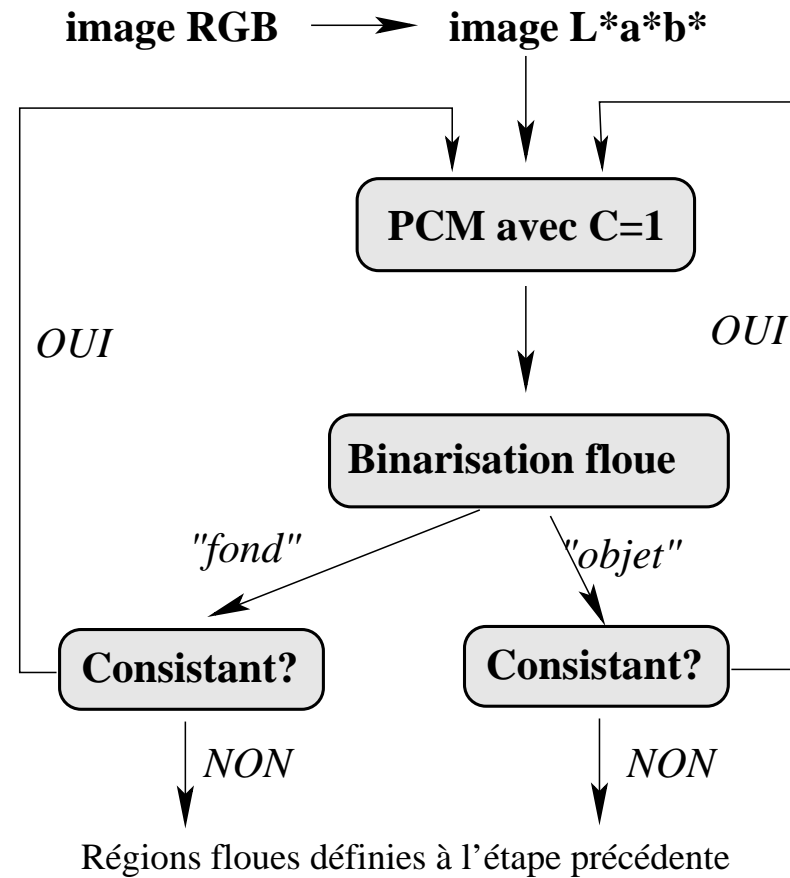 image RGB
image L*a*b*
PCM avec C=1
OUI
OUI
Binarisation floue
"fond"
"objet"
Consistant?
Consistant?
NON
NON
Régions floues définies à l'étape précédente